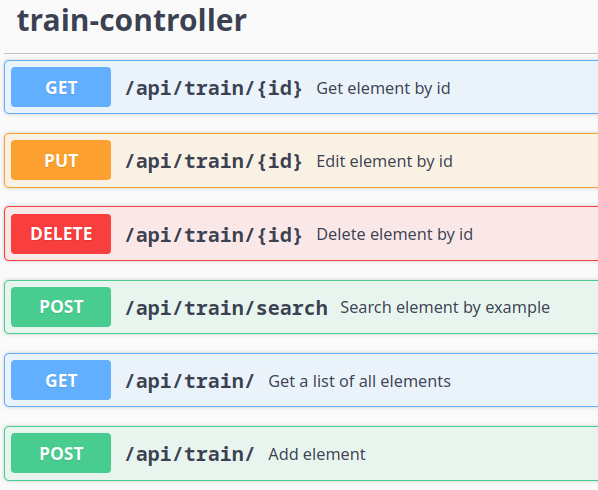 train-controller
GET /api/train/{id} Get element by id
PUT /api/train/{id} Edit element by id
DELETE /api/train/{id} Delete element by id
POST /api/train/search Search element by example
GET /api/train/ Get a list of all elements
POST /api/train/ Add element